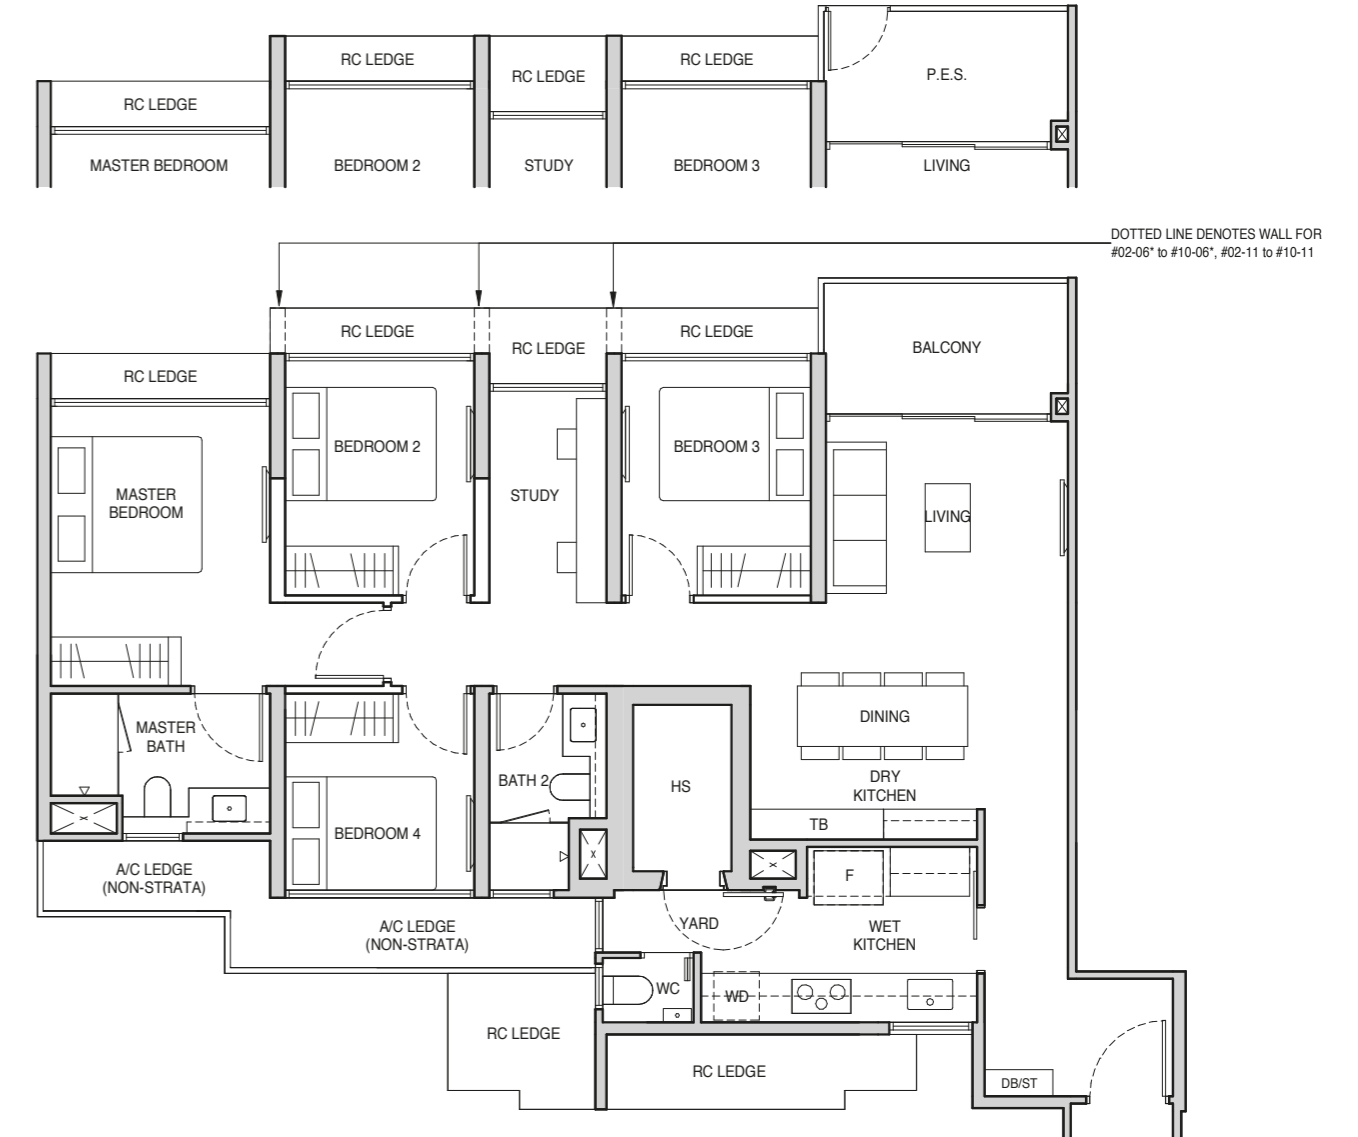 RC LEDGE
RC LEDGE
RC LEDGE
P.E.S.
RC LEDGE
MASTER BEDROOM
BEDROOM 2
STUDY
BEDROOM 3
LIVING
DOTTED LINE DENOTES WALL FOR
#02-06* to #10-06*, #02-11 to #10-11
RC LEDGE
RC LEDGE
RC LEDGE
BALCONY
RC LEDGE
BEDROOM 2
BEDROOM 3
MASTER
BEDROOM
STUDY
LIVING
MASTER
BATH
DINING
BATH 2
HS
DRY
KITCHEN
TB
BEDROOM 4
A/C LEDGE
(NON-STRATA)
F
A/C LEDGE
(NON-STRATA)
YARD
WET
KITCHEN
WC
WD
RC LEDGE
RC LEDGE
DB/ST